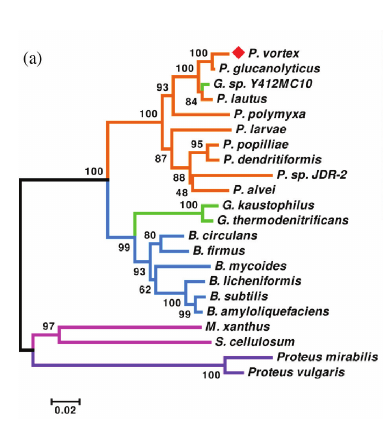 (a)
100 P. vortex
100 P. glucanolyticus
G. sp. Y412MC10
93 84 P. lautus
100 P. polymyxa
P. larvae
87 95 P. popilliae
P. dendritiformis
88 P. sp. JDR-2
48 P. alvei
100
100 G. kaustophilus
G. thermodenitrificans
99 80 B. circulans
B. firmus
93 B. mycoides
62 B. licheniformis
100 B. subtilis
99 B. amyloliquefaciens
97 M. xanthus
S. cellulosum
Proteus mirabilis
100 Proteus vulgaris
0.02